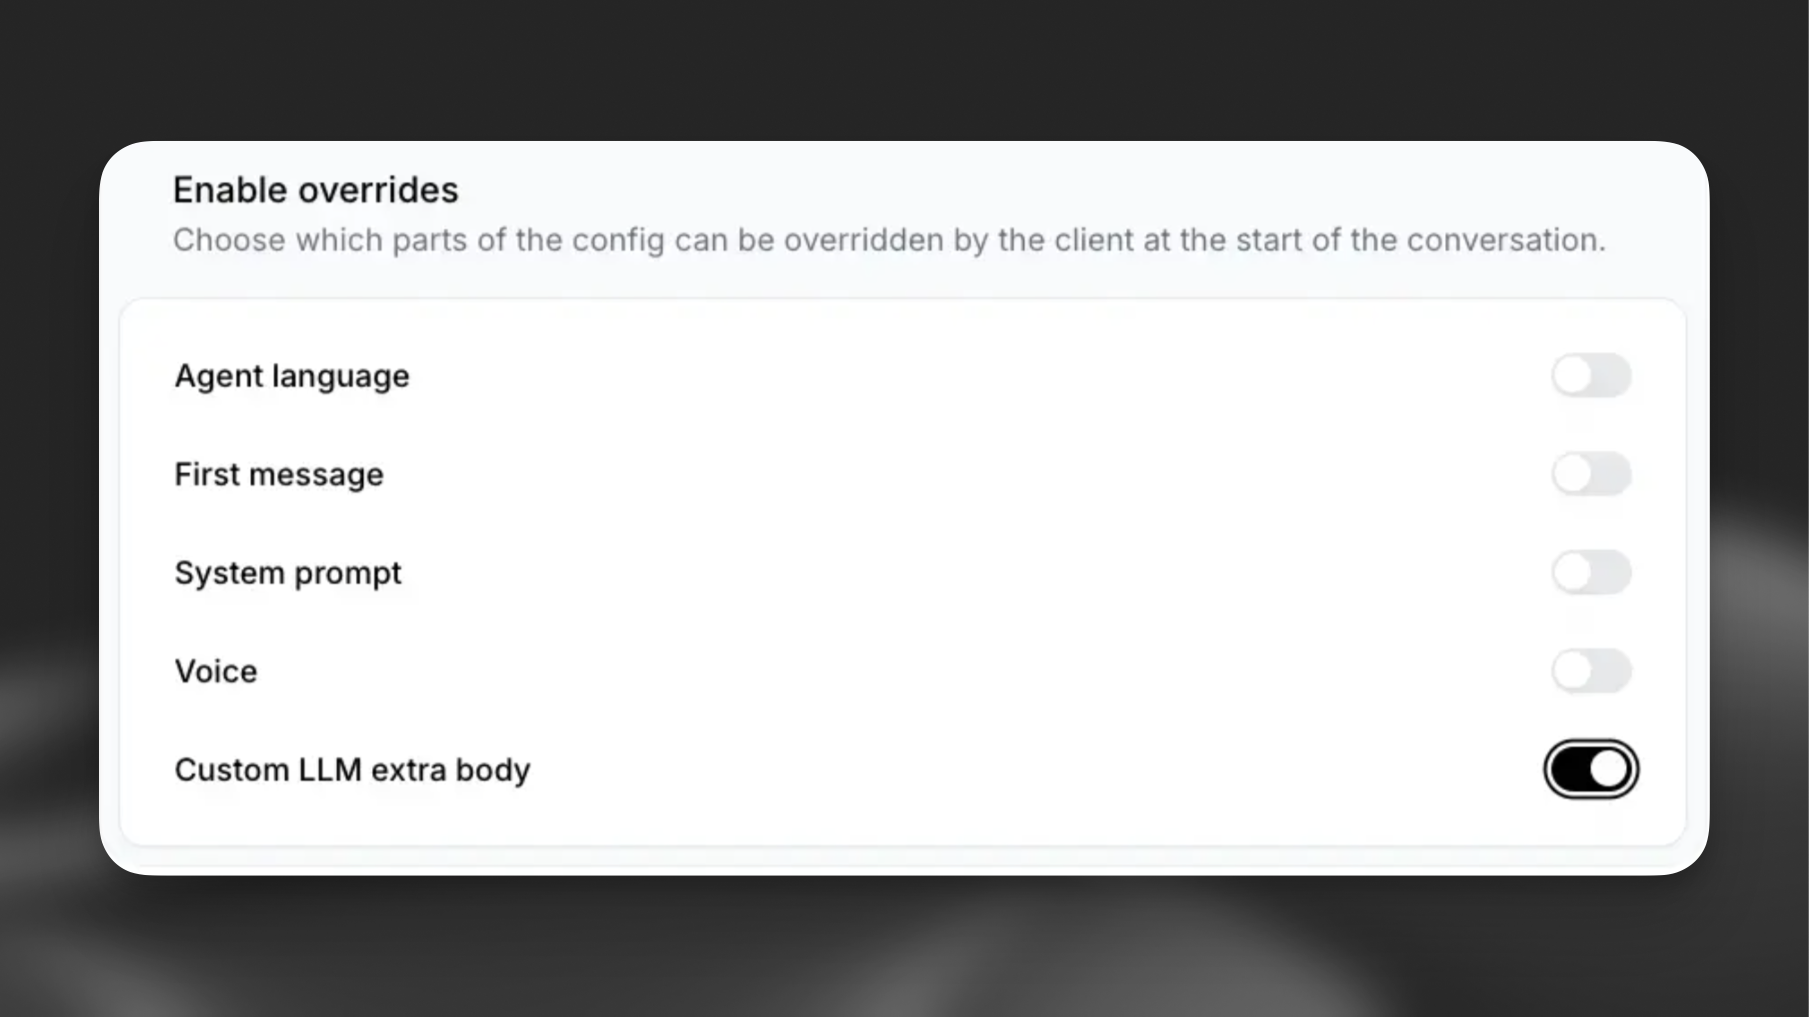 Enable overrides
Choose which parts of the config can be overridden by the client at the start of the conversation.
Agent language
First message
System prompt
Voice
Custom LLM extra body